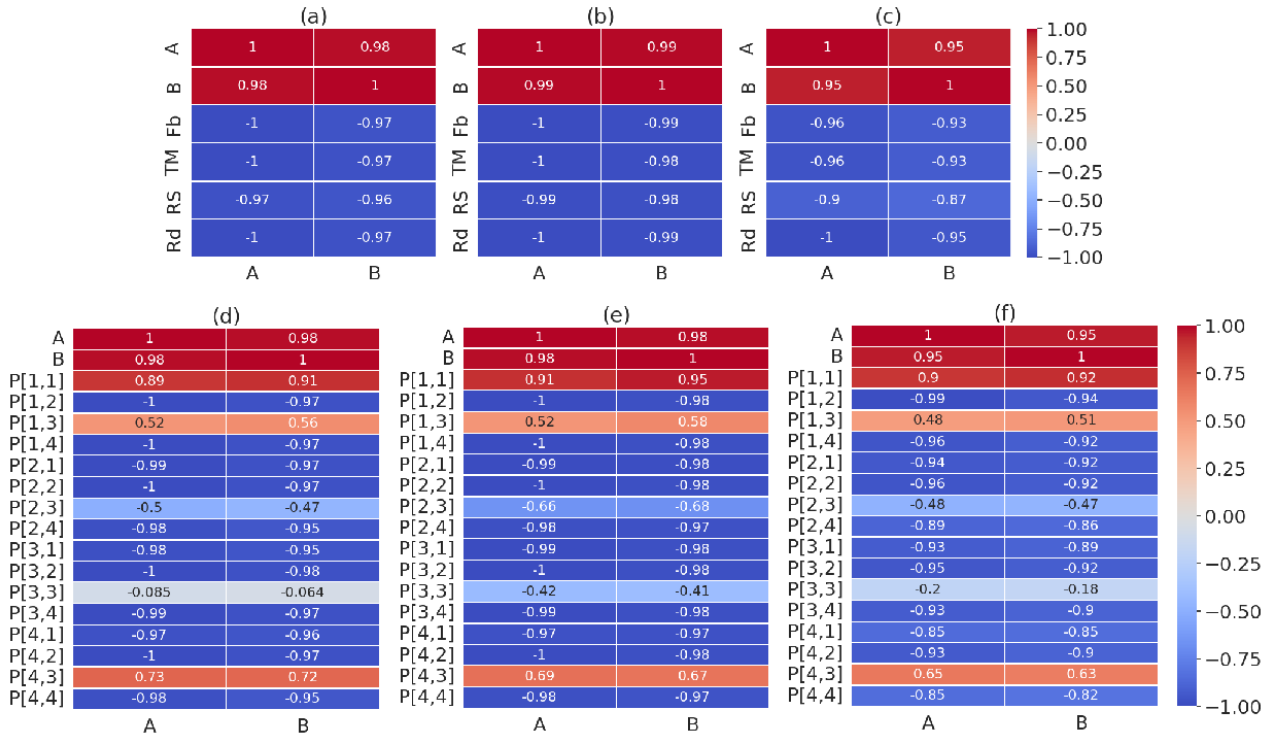 (a) (b) (c)
A 1 0.98 A 1 0.99 A 1 0.95 1.00
0.75
B 0.98 1 B 0.99 1 B 0.95 1 0.50
0.25
Fb -1 -0.97 Fb -1 -0.99 Fb -0.96 -0.93
0.00
TM -1 -0.97 TM -1 -0.98 TM -0.96 -0.93
−0.25
RS -0.97 -0.96 RS -0.99 -0.98 RS -0.9 -0.87 −0.50
−0.75
Rd -1 -0.97 Rd -1 -0.99 Rd -1 -0.95
−1.00
A B A B A B
(d) (e) (f)
A 1 0.98 A 1 0.98 A 1 0.95 1.00
B 0.98 1 B 0.98 1 B 0.95 1
P[1,1] 0.89 0.91 P[1,1] 0.91 0.95 P[1,1] 0.9 0.92 0.75
P[1,2] -1 -0.97 P[1,2] -1 -0.98 P[1,2] -0.99 -0.94
P[1,3] 0.52 0.56 P[1,3] 0.52 0.58 P[1,3] 0.48 0.51 0.50
P[1,4] -1 -0.97 P[1,4] -1 -0.98 P[1,4] -0.96 -0.92
P[2,1] -0.99 -0.97 P[2,1] -0.99 -0.98 P[2,1] -0.94 -0.92 0.25
P[2,2] -1 -0.97 P[2,2] -1 -0.98 P[2,2] -0.96 -0.92
P[2,3] -0.5 -0.47 P[2,3] -0.66 -0.68 P[2,3] -0.48 -0.47 0.00
P[2,4] -0.98 -0.95 P[2,4] -0.98 -0.97 P[2,4] -0.89 -0.86
P[3,1] -0.98 -0.95 P[3,1] -0.99 -0.98 P[3,1] -0.93 -0.89 −0.25
P[3,2] -1 -0.98 P[3,2] -1 -0.98 P[3,2] -0.95 -0.92
P[3,3] -0.085 -0.064 P[3,3] -0.42 -0.41 P[3,3] -0.2 -0.18 −0.50
P[3,4] -0.99 -0.97 P[3,4] -0.99 -0.98 P[3,4] -0.93 -0.9
P[4,1] -0.97 -0.96 P[4,1] -0.97 -0.97 P[4,1] -0.85 -0.85
P[4,2] -1 -0.97 P[4,2] -1 -0.98 P[4,2] -0.93 -0.9 −0.75
P[4,3] 0.73 0.72 P[4,3] 0.69 0.67 P[4,3] 0.65 0.63
P[4,4] -0.98 -0.95 P[4,4] -0.98 -0.97 P[4,4] -0.85 -0.82 −1.00
A B A B A B